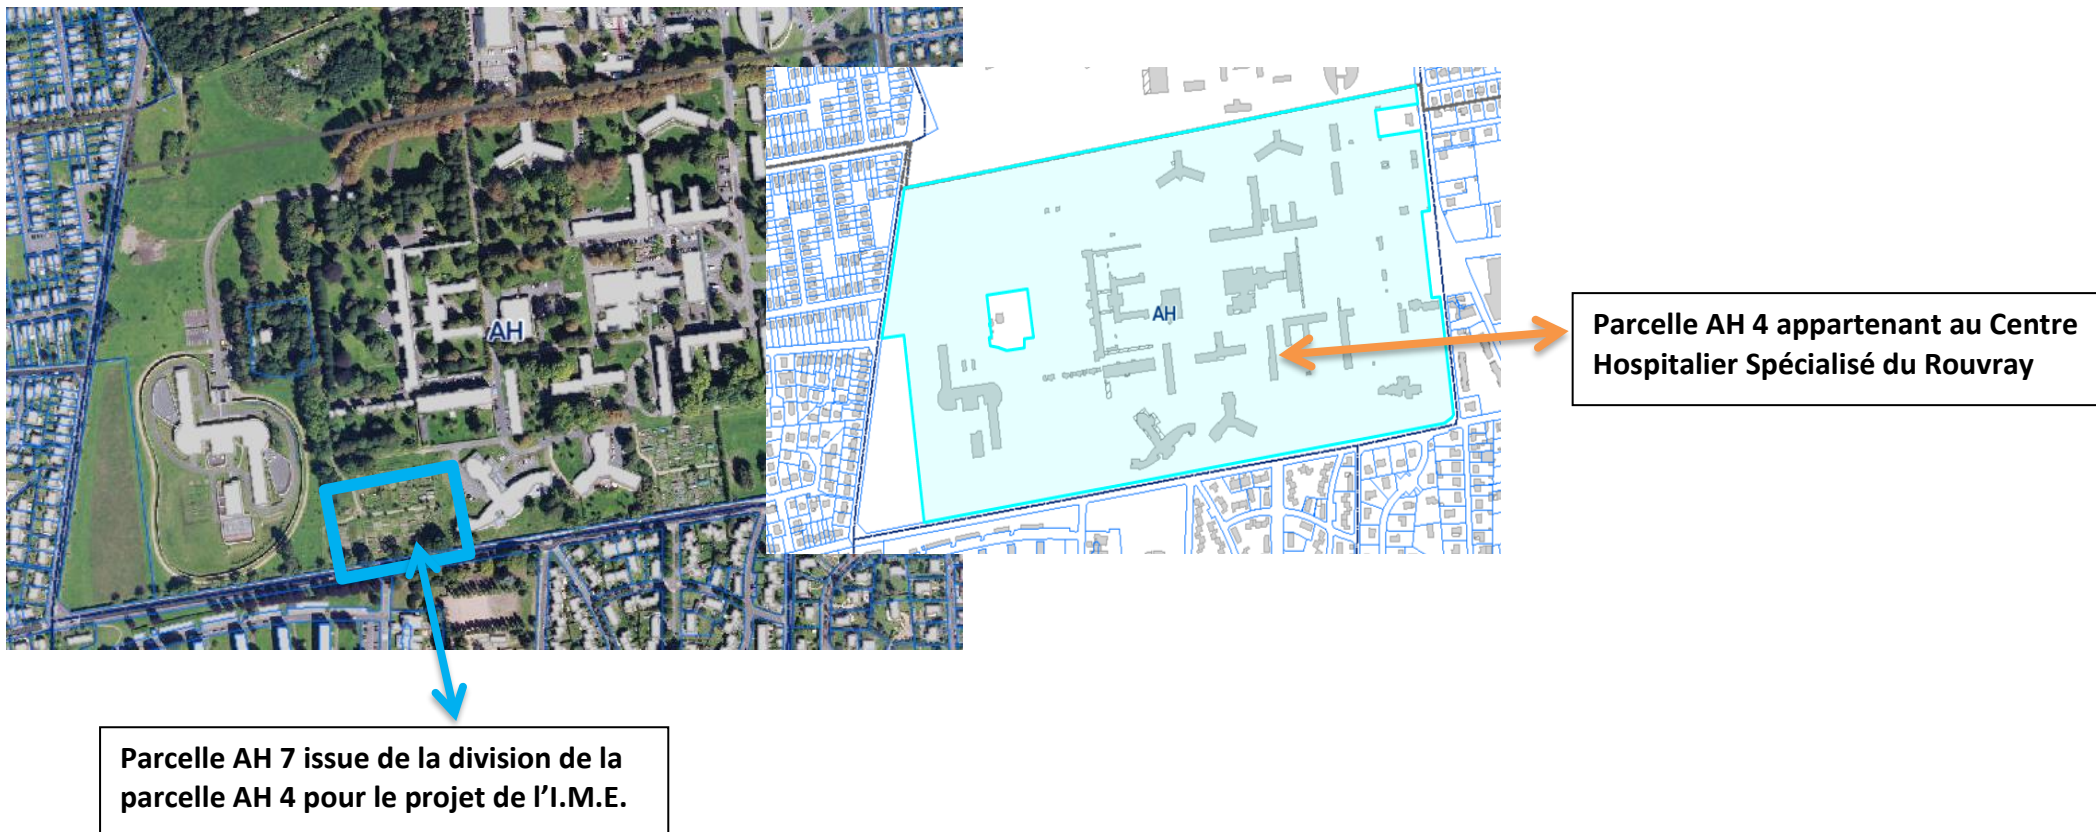 AH
AH
Parcelle AH 4 appartenant au Centre
Hospitalier Spécialisé du Rouvray
Parcelle AH 7 issue de la division de la
parcelle AH 4 pour le projet de l’I.M.E.